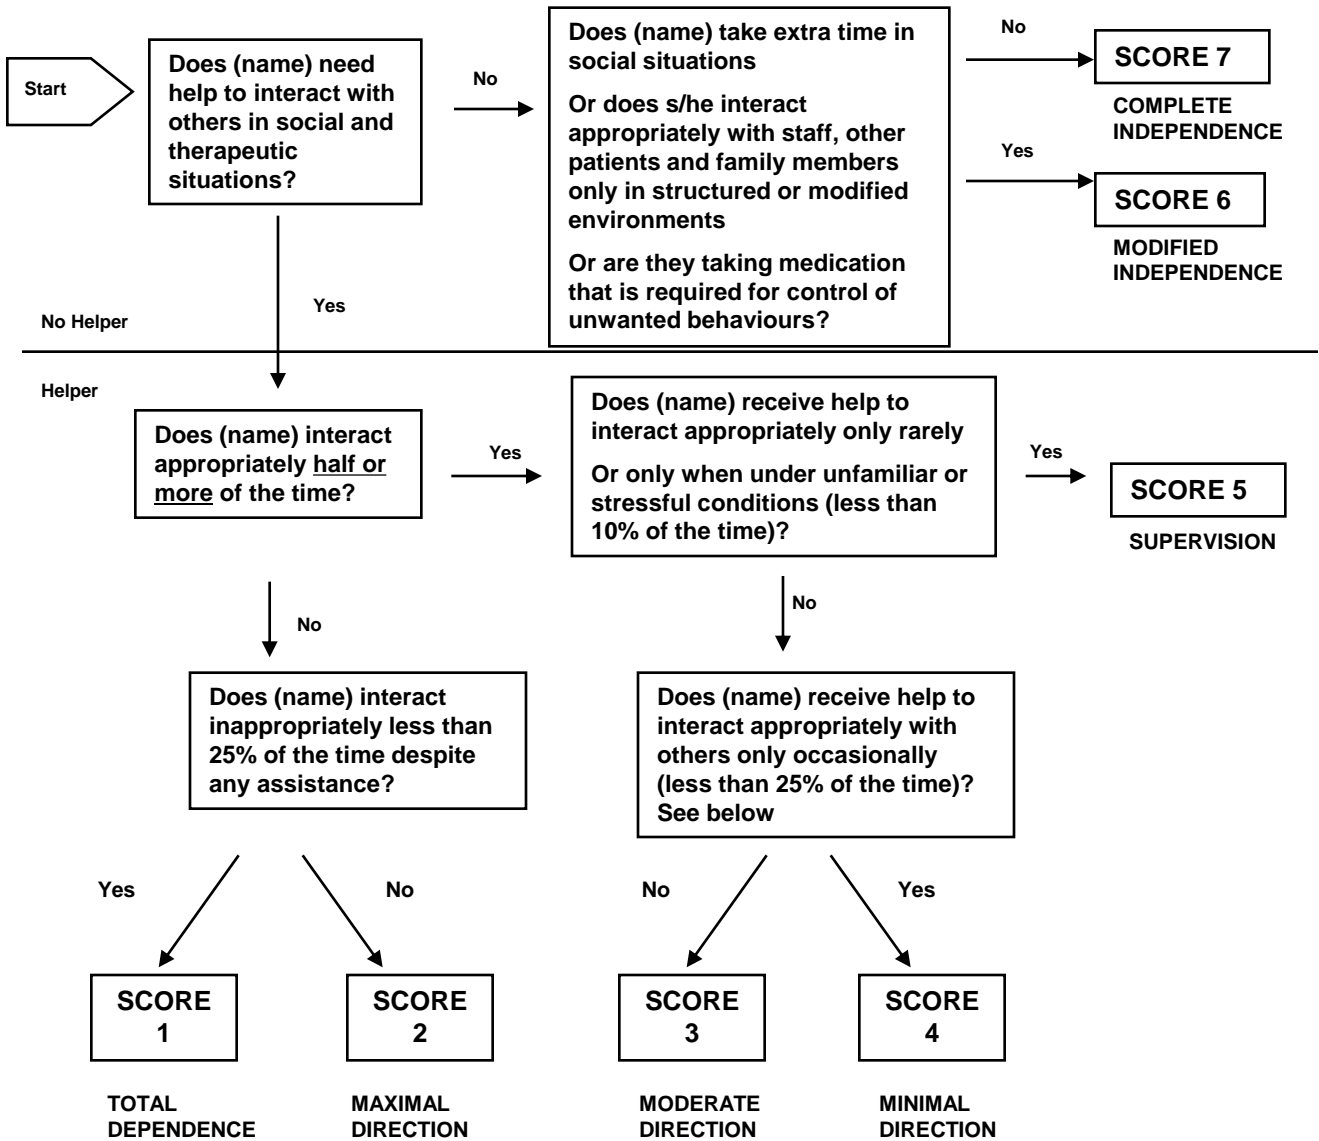 Start
Does (name) need
help to interact with
others in social and
therapeutic
situations?
No
Does (name) take extra time in
social situations
Or does s/he interact
appropriately with staff, other
patients and family members
only in structured or modified
environments
Or are they taking medication
that is required for control of
unwanted behaviours?
No
SCORE 7
COMPLETE
INDEPENDENCE
Yes
SCORE 6
MODIFIED
INDEPENDENCE
Yes
No Helper
Helper
Does (name) interact
appropriately half or
more of the time?
Yes
Does (name) receive help to
interact appropriately only rarely
Or only when under unfamiliar or
stressful conditions (less than
10% of the time)?
Yes
SCORE 5
SUPERVISION
No
No
Does (name) interact
inappropriately less than
25% of the time despite
any assistance?
Does (name) receive help to
interact appropriately with
others only occasionally
(less than 25% of the time)?
See below
Yes
No
No
Yes
SCORE
1
SCORE
2
SCORE
3
SCORE
4
TOTAL
DEPENDENCE
MAXIMAL
DIRECTION
MODERATE
DIRECTION
MINIMAL
DIRECTION